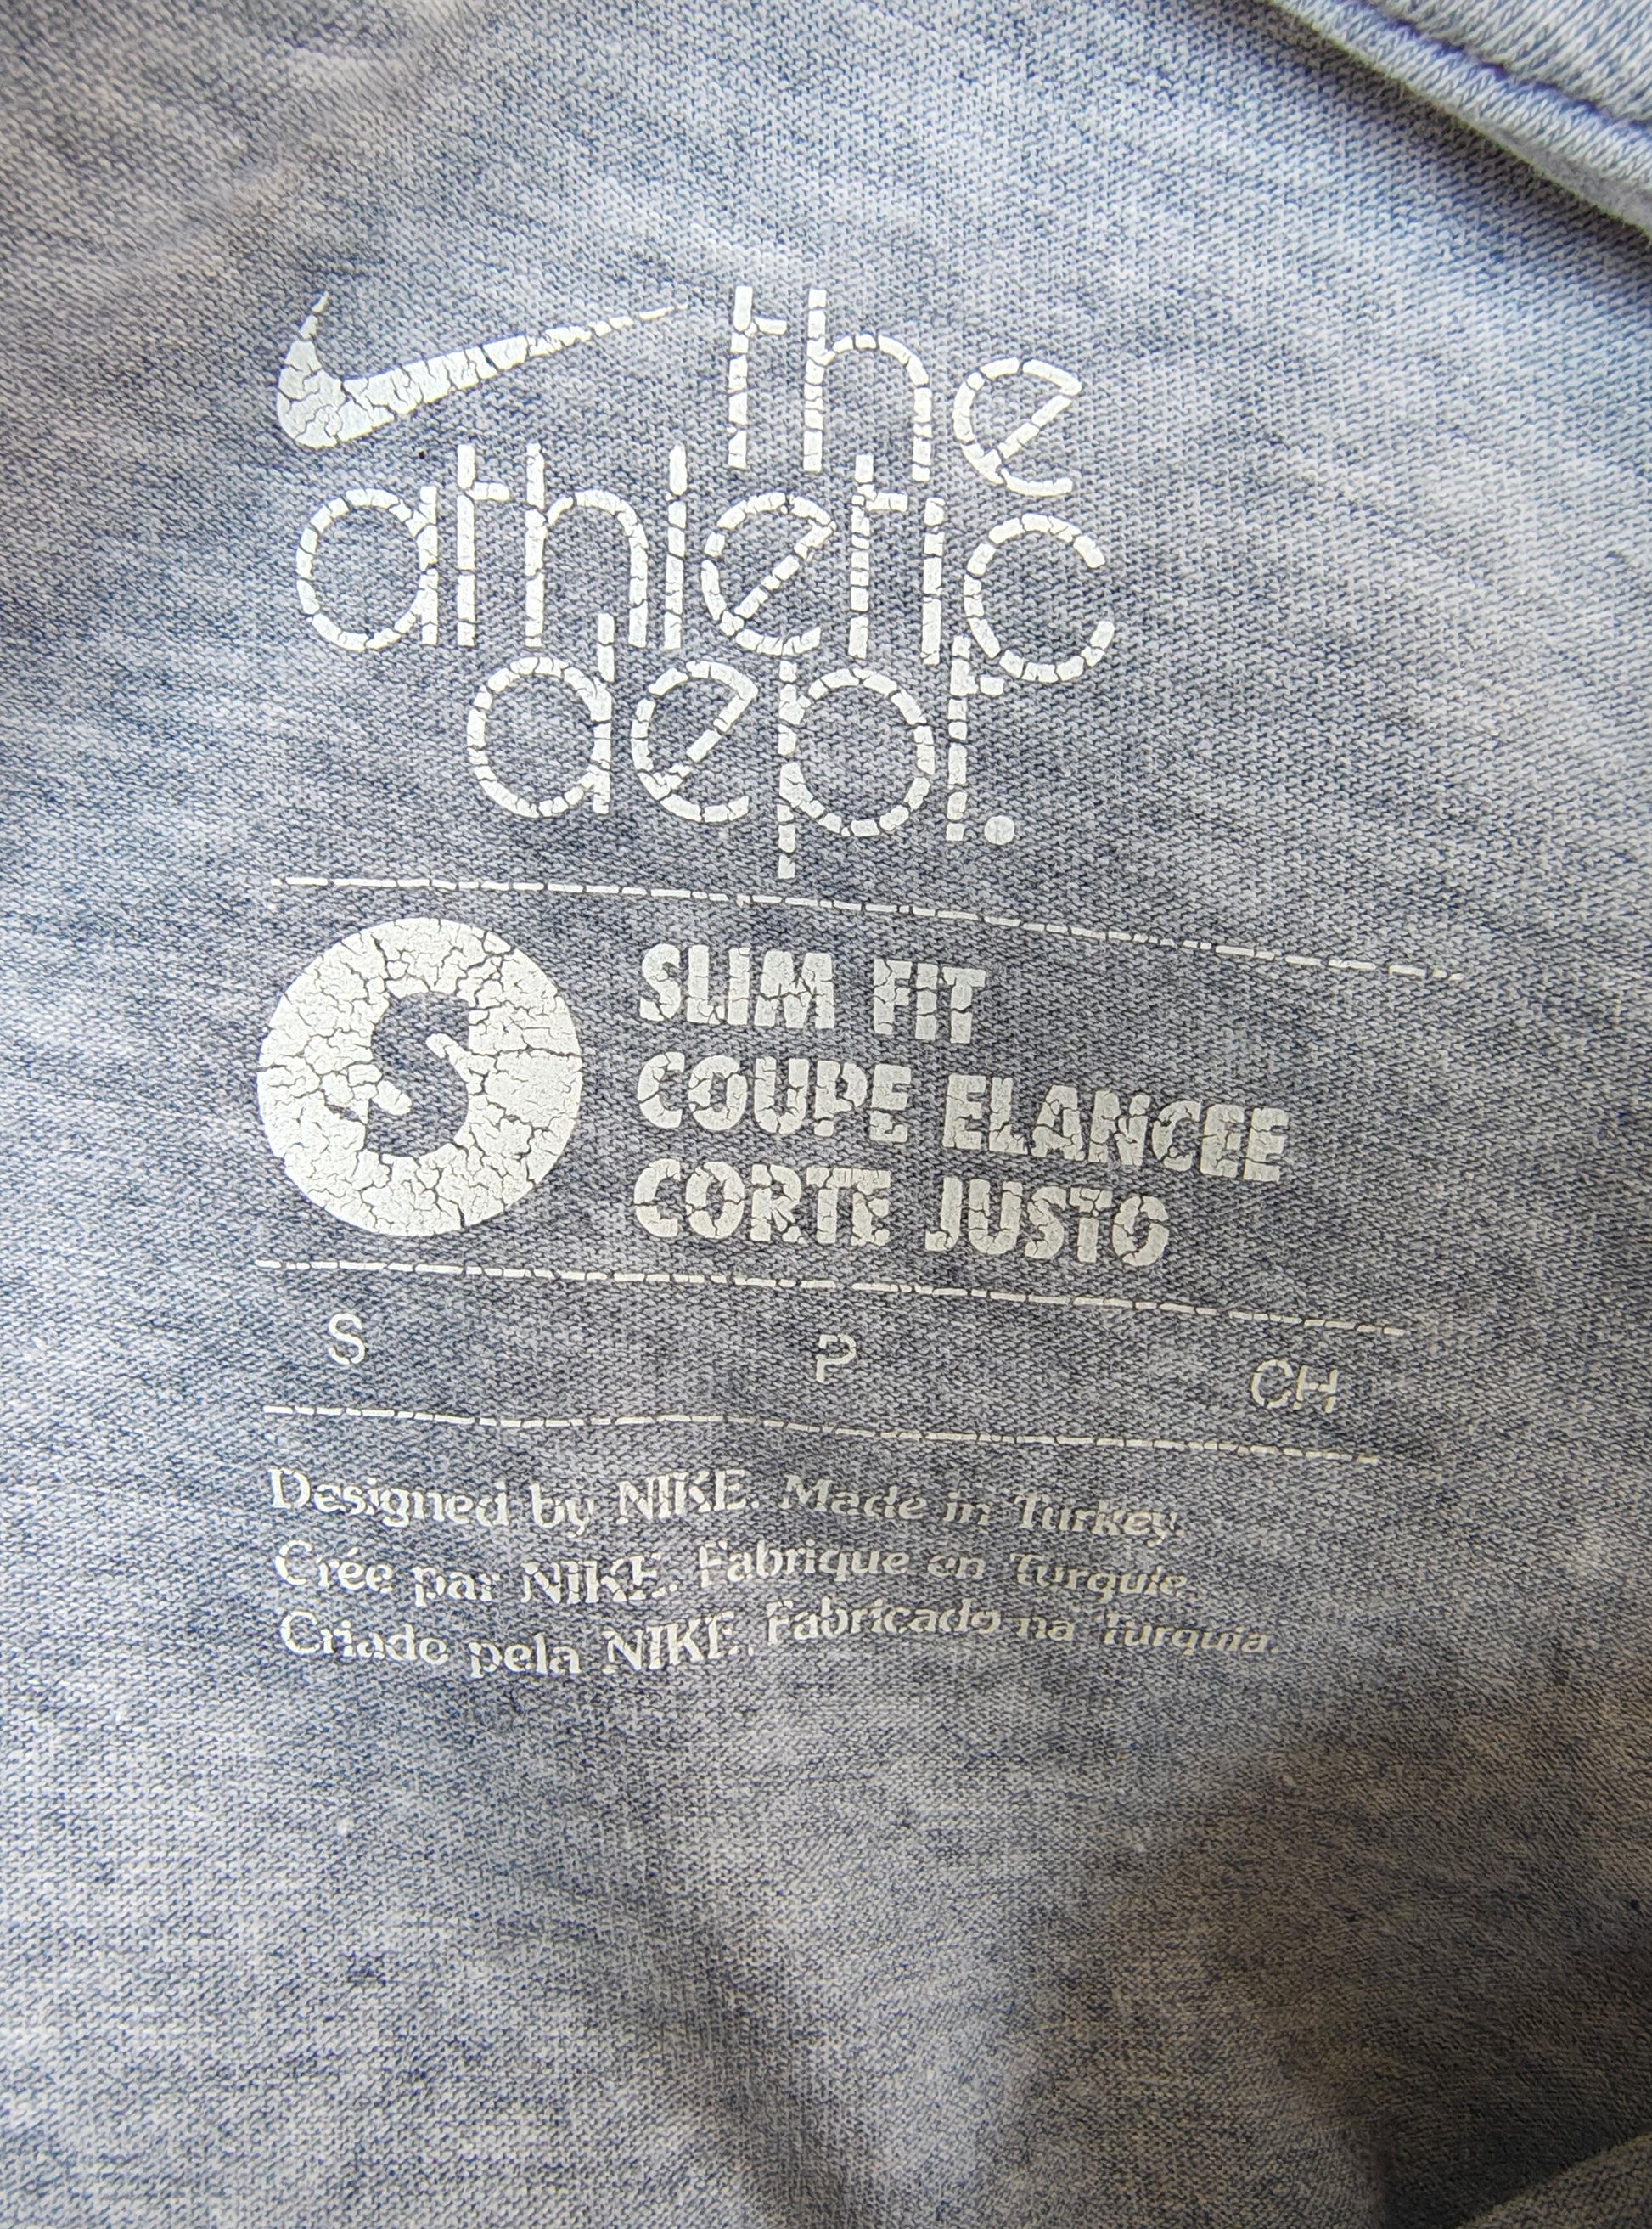 the
athletic
dept.
S
SLIM FIT
COUPE ELANCEE
CORTE JUSTO
S P CH
Designed by NIKE. Made in Turkey.
Crée par NIKE. Fabrique en Turquie.
Criade pela NIKE. Fabricado na Turquia.